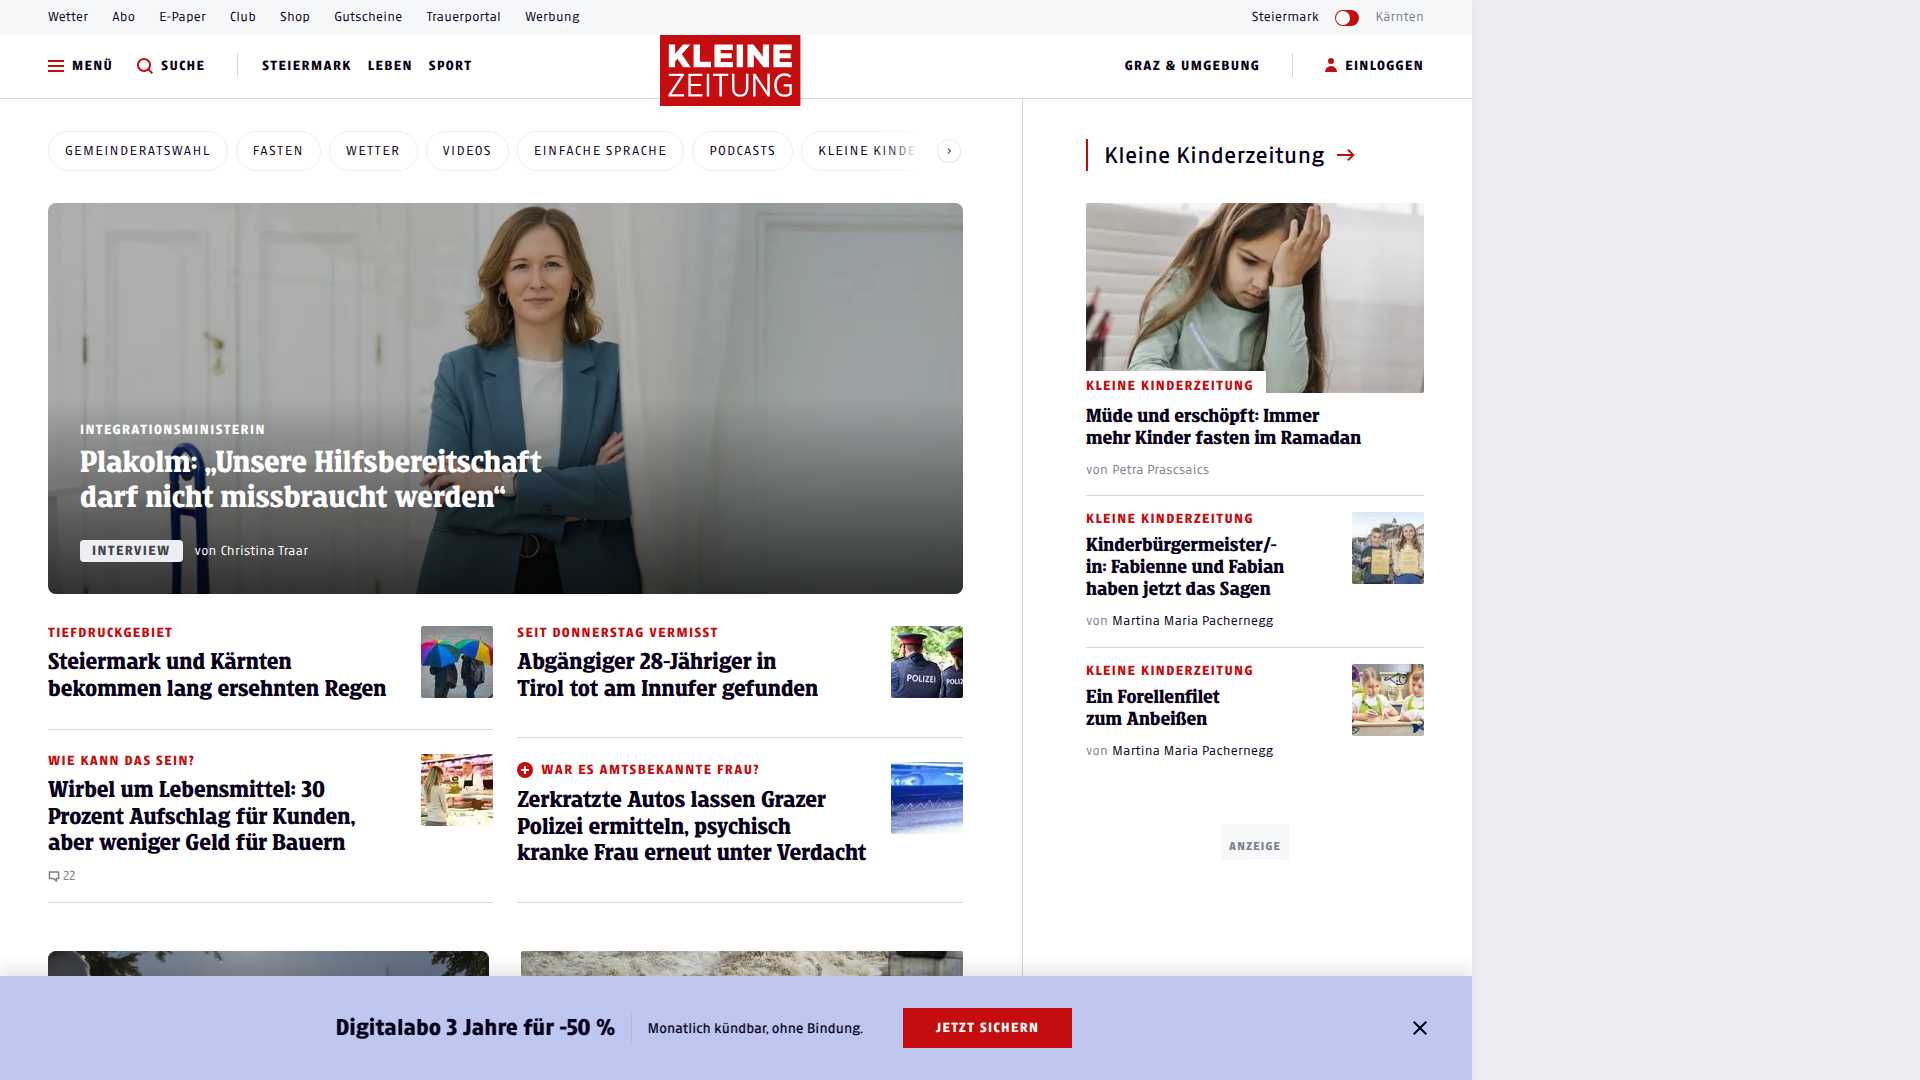 Wetter Abo E-Paper Club Shop Gutscheine Trauerportal Werbung Steiermark Kärnten
MENÜ SUCHE STEIERMARK LEBEN SPORT KLEINE ZEITUNG GRAZ & UMGEBUNG EINLOGGEN
GEMEINDERATSWAHL FASTEN WETTER VIDEOS EINFACHE SPRACHE PODCASTS KLEINE KINDE
INTEGRATIONSMINISTERIN
Plakolm: „Unsere Hilfsbereitschaft
darf nicht missbraucht werden“
INTERVIEW von Christina Traar
TIEFDRUCKGEBIET
Steiermark und Kärnten
bekommen lang ersehnten Regen
SEIT DONNERSTAG VERMISST
Abgängiger 28-Jähriger in
Tirol tot am Innufer gefunden
POLIZEI
WIE KANN DAS SEIN?
Wirbel um Lebensmittel: 30
Prozent Aufschlag für Kunden,
aber weniger Geld für Bauern
22
WAR ES AMTSBEKANNTE FRAU?
Zerkratzte Autos lassen Grazer
Polizei ermitteln, psychisch
kranke Frau erneut unter Verdacht
Kleine Kinderzeitung
KLEINE KINDERZEITUNG
Müde und erschöpft: Immer
mehr Kinder fasten im Ramadan
von Petra Prascsaics
KLEINE KINDERZEITUNG
Kinderbürgermeister/-
in: Fabienne und Fabian
haben jetzt das Sagen
von Martina Maria Pachernegg
KLEINE KINDERZEITUNG
Ein Forellenfilet
zum Anbeißen
von Martina Maria Pachernegg
ANZEIGE
Digitalabo 3 Jahre für -50 % Monatlich kündbar, ohne Bindung. JETZT SICHERN